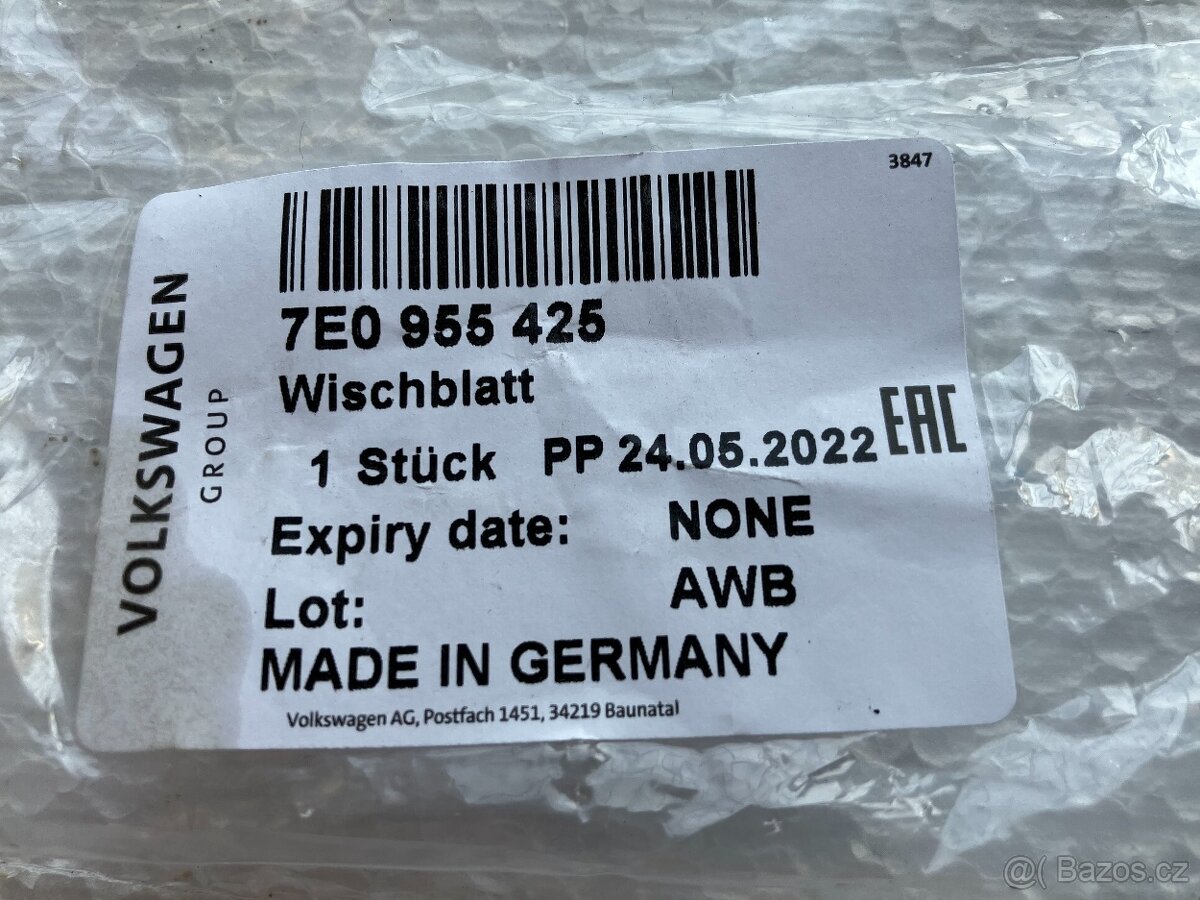 3847
VOLKSWAGEN
GROUP
7E0 955 425
Wischblatt
1 Stück PP 24.05.2022 EAC
Expiry date: NONE
Lot: AWB
MADE IN GERMANY
Volkswagen AG, Postfach 1451, 34219 Baunatal
@( Bazos.cz